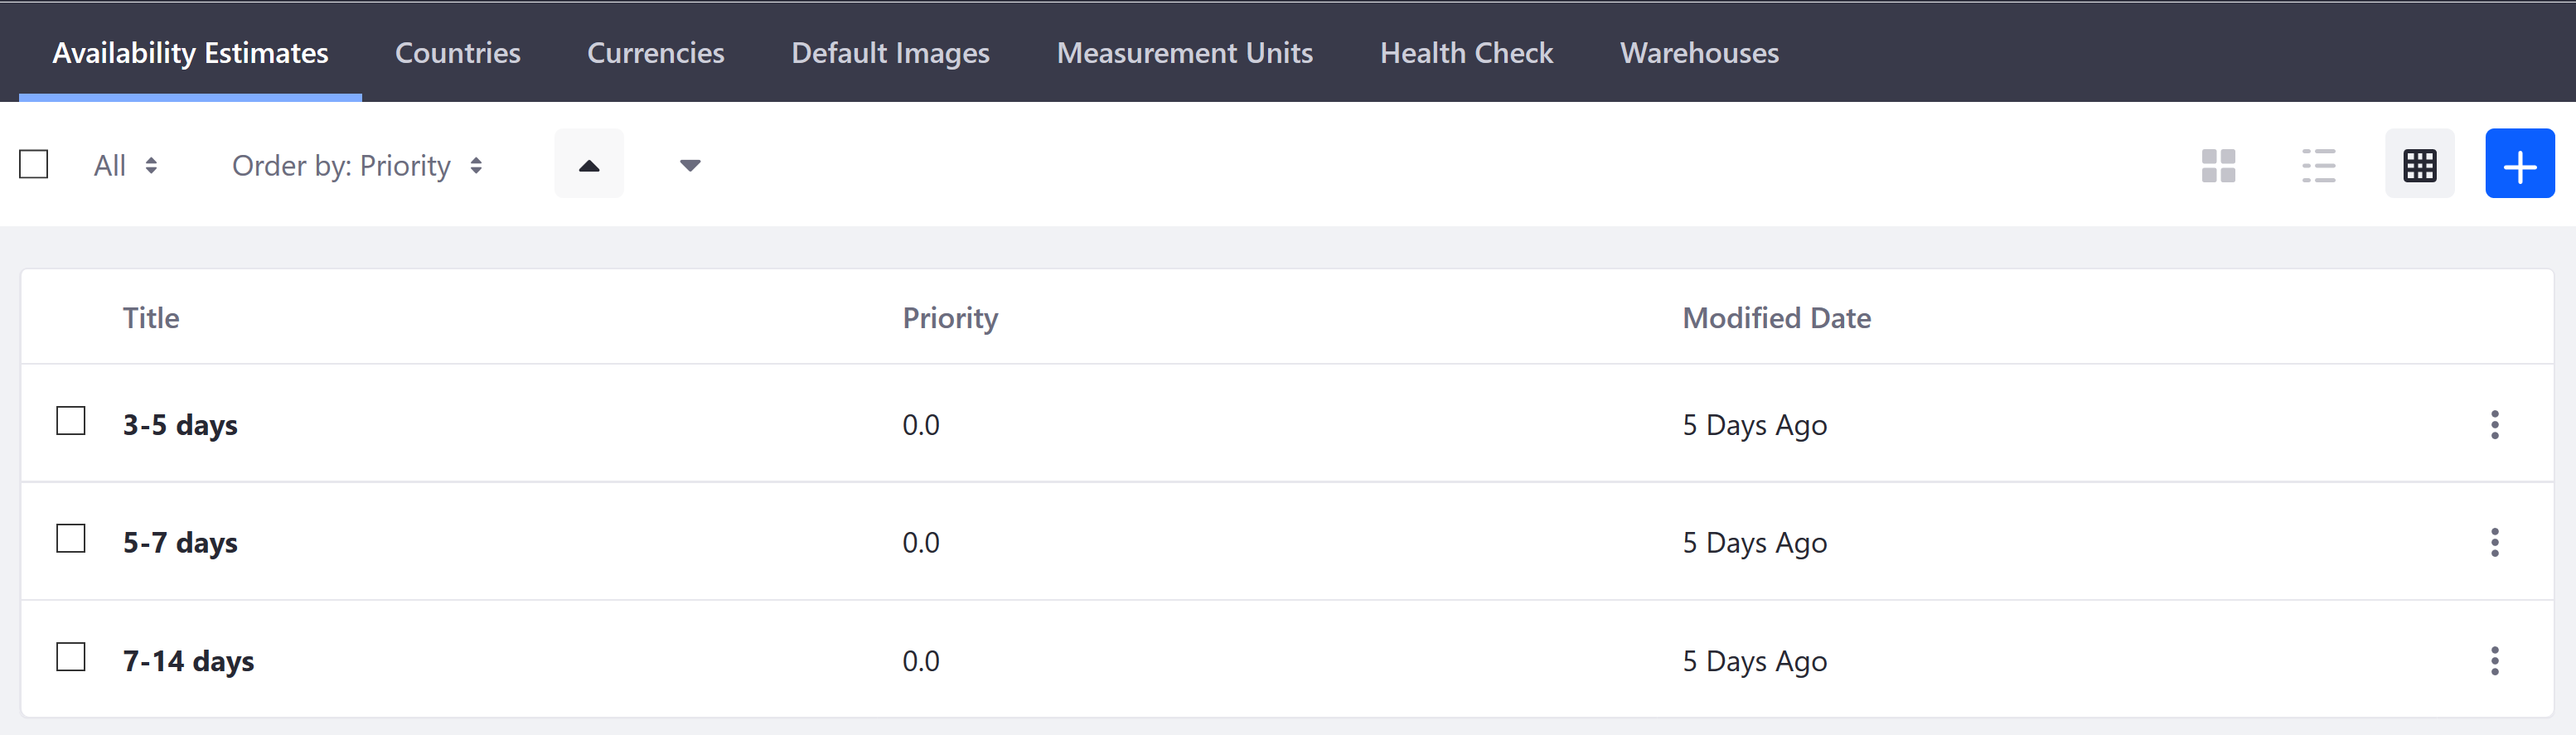 Availability Estimates Countries Currencies Default Images Measurement Units Health Check Warehouses
All Order by: Priority
Title Priority Modified Date
3-5 days 0.0 5 Days Ago
5-7 days 0.0 5 Days Ago
7-14 days 0.0 5 Days Ago